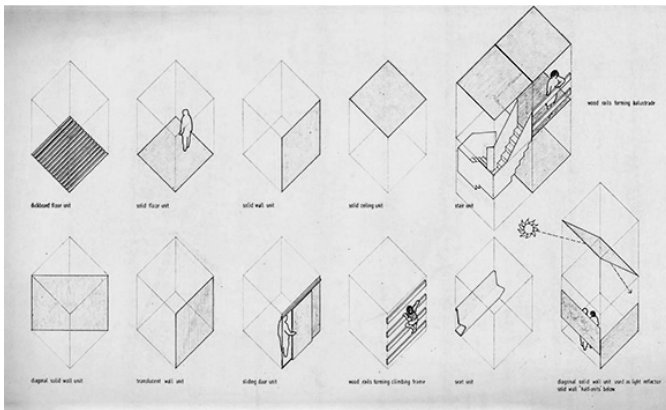 duckboard floor unit
solid floor unit
solid wall unit
solid ceiling unit
stair unit
wood rails forming balustrade
diagonal solid wall unit
translucent wall unit
sliding door unit
wood rails forming climbing frame
seat unit
diagonal solid wall unit used as light reflector
solid wall 'half-units' below